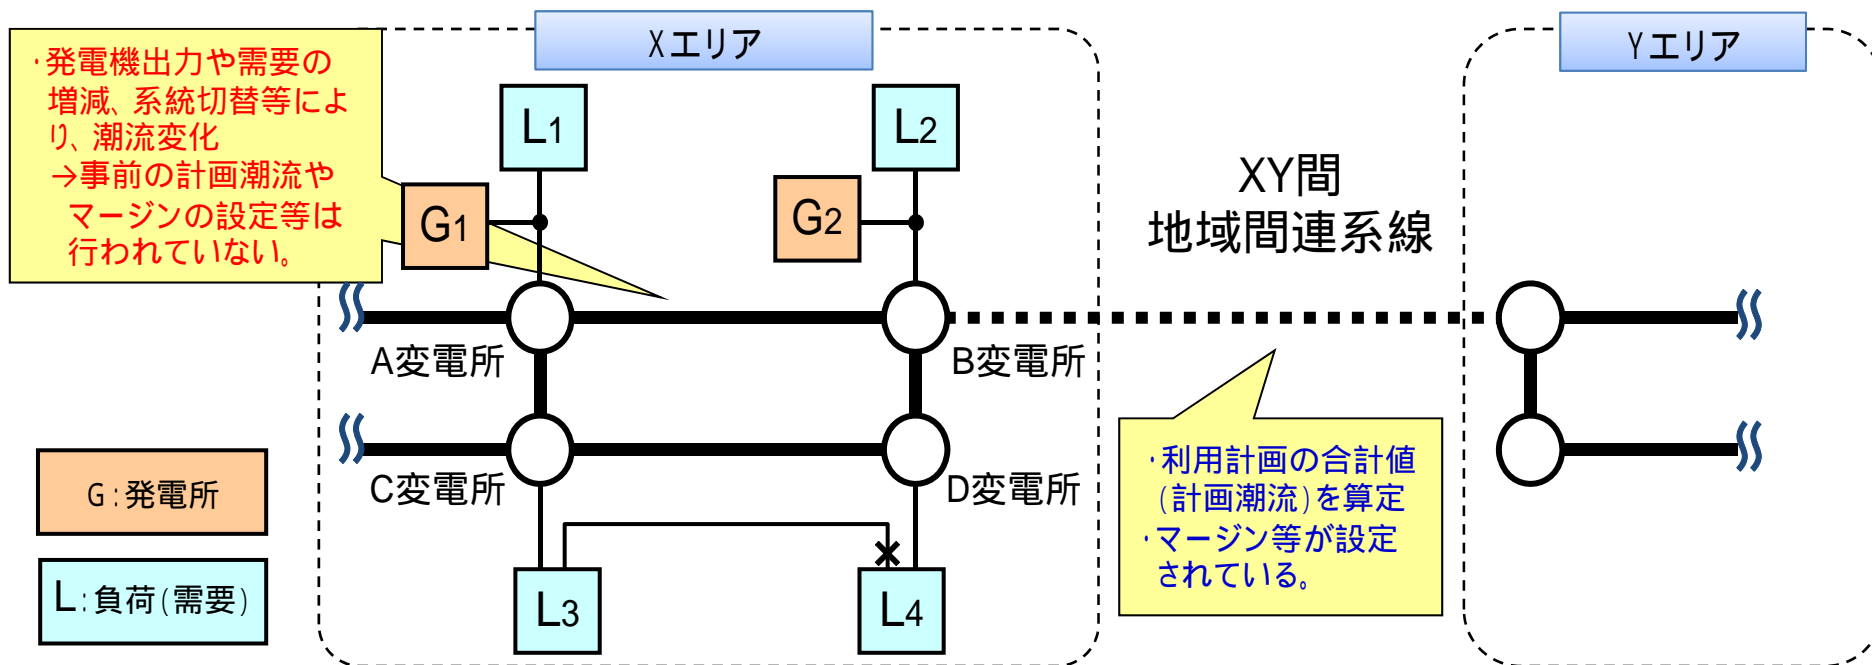 ・発電機出力や需要の
増減、系統切替等によ
り、潮流変化
→事前の計画潮流や
マージンの設定等は
行われていない。
Xエリア
Yエリア
L1
L2
G1
G2
XY間
地域間連系線
A変電所
B変電所
C変電所
D変電所
G:発電所
L:負荷(需要)
L3
L4
・利用計画の合計値
(計画潮流)を算定
・マージン等が設定
されている。